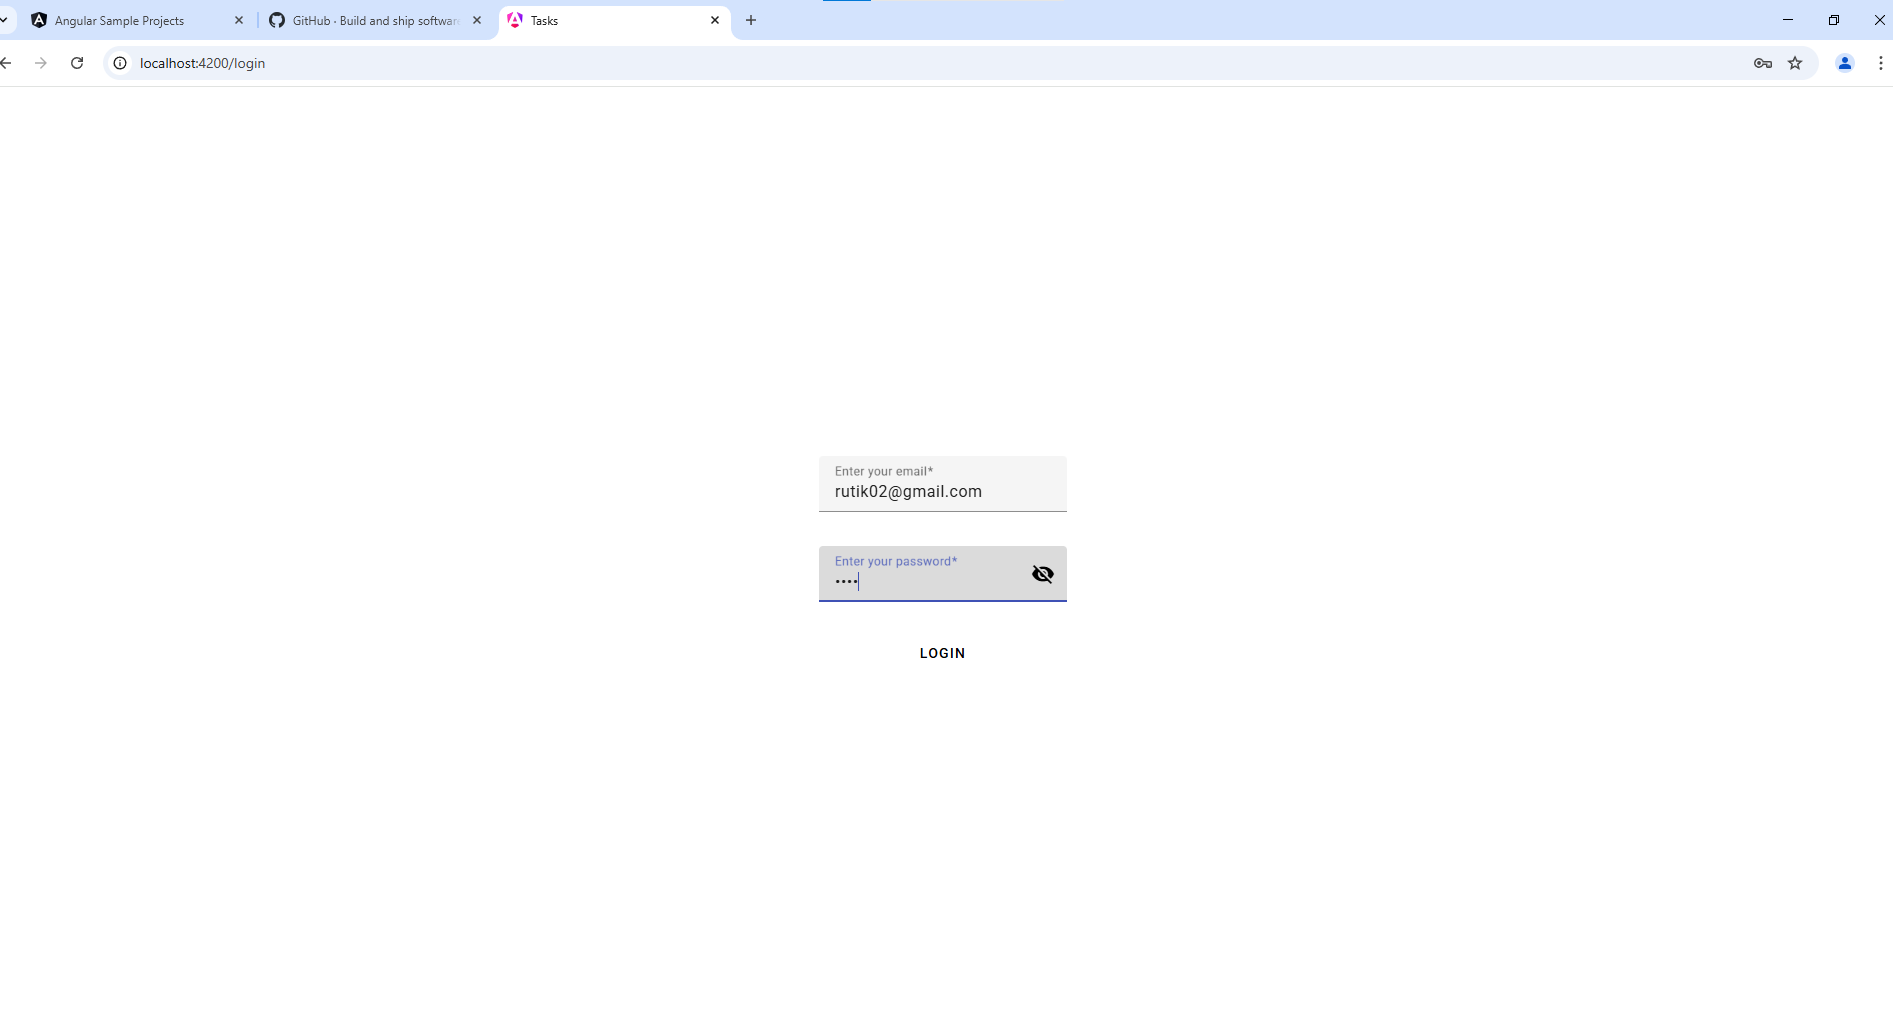 Angular Sample Projects
GitHub · Build and ship software
Tasks
localhost:4200/login
Enter your email*
rutik02@gmail.com
Enter your password*
••••
LOGIN